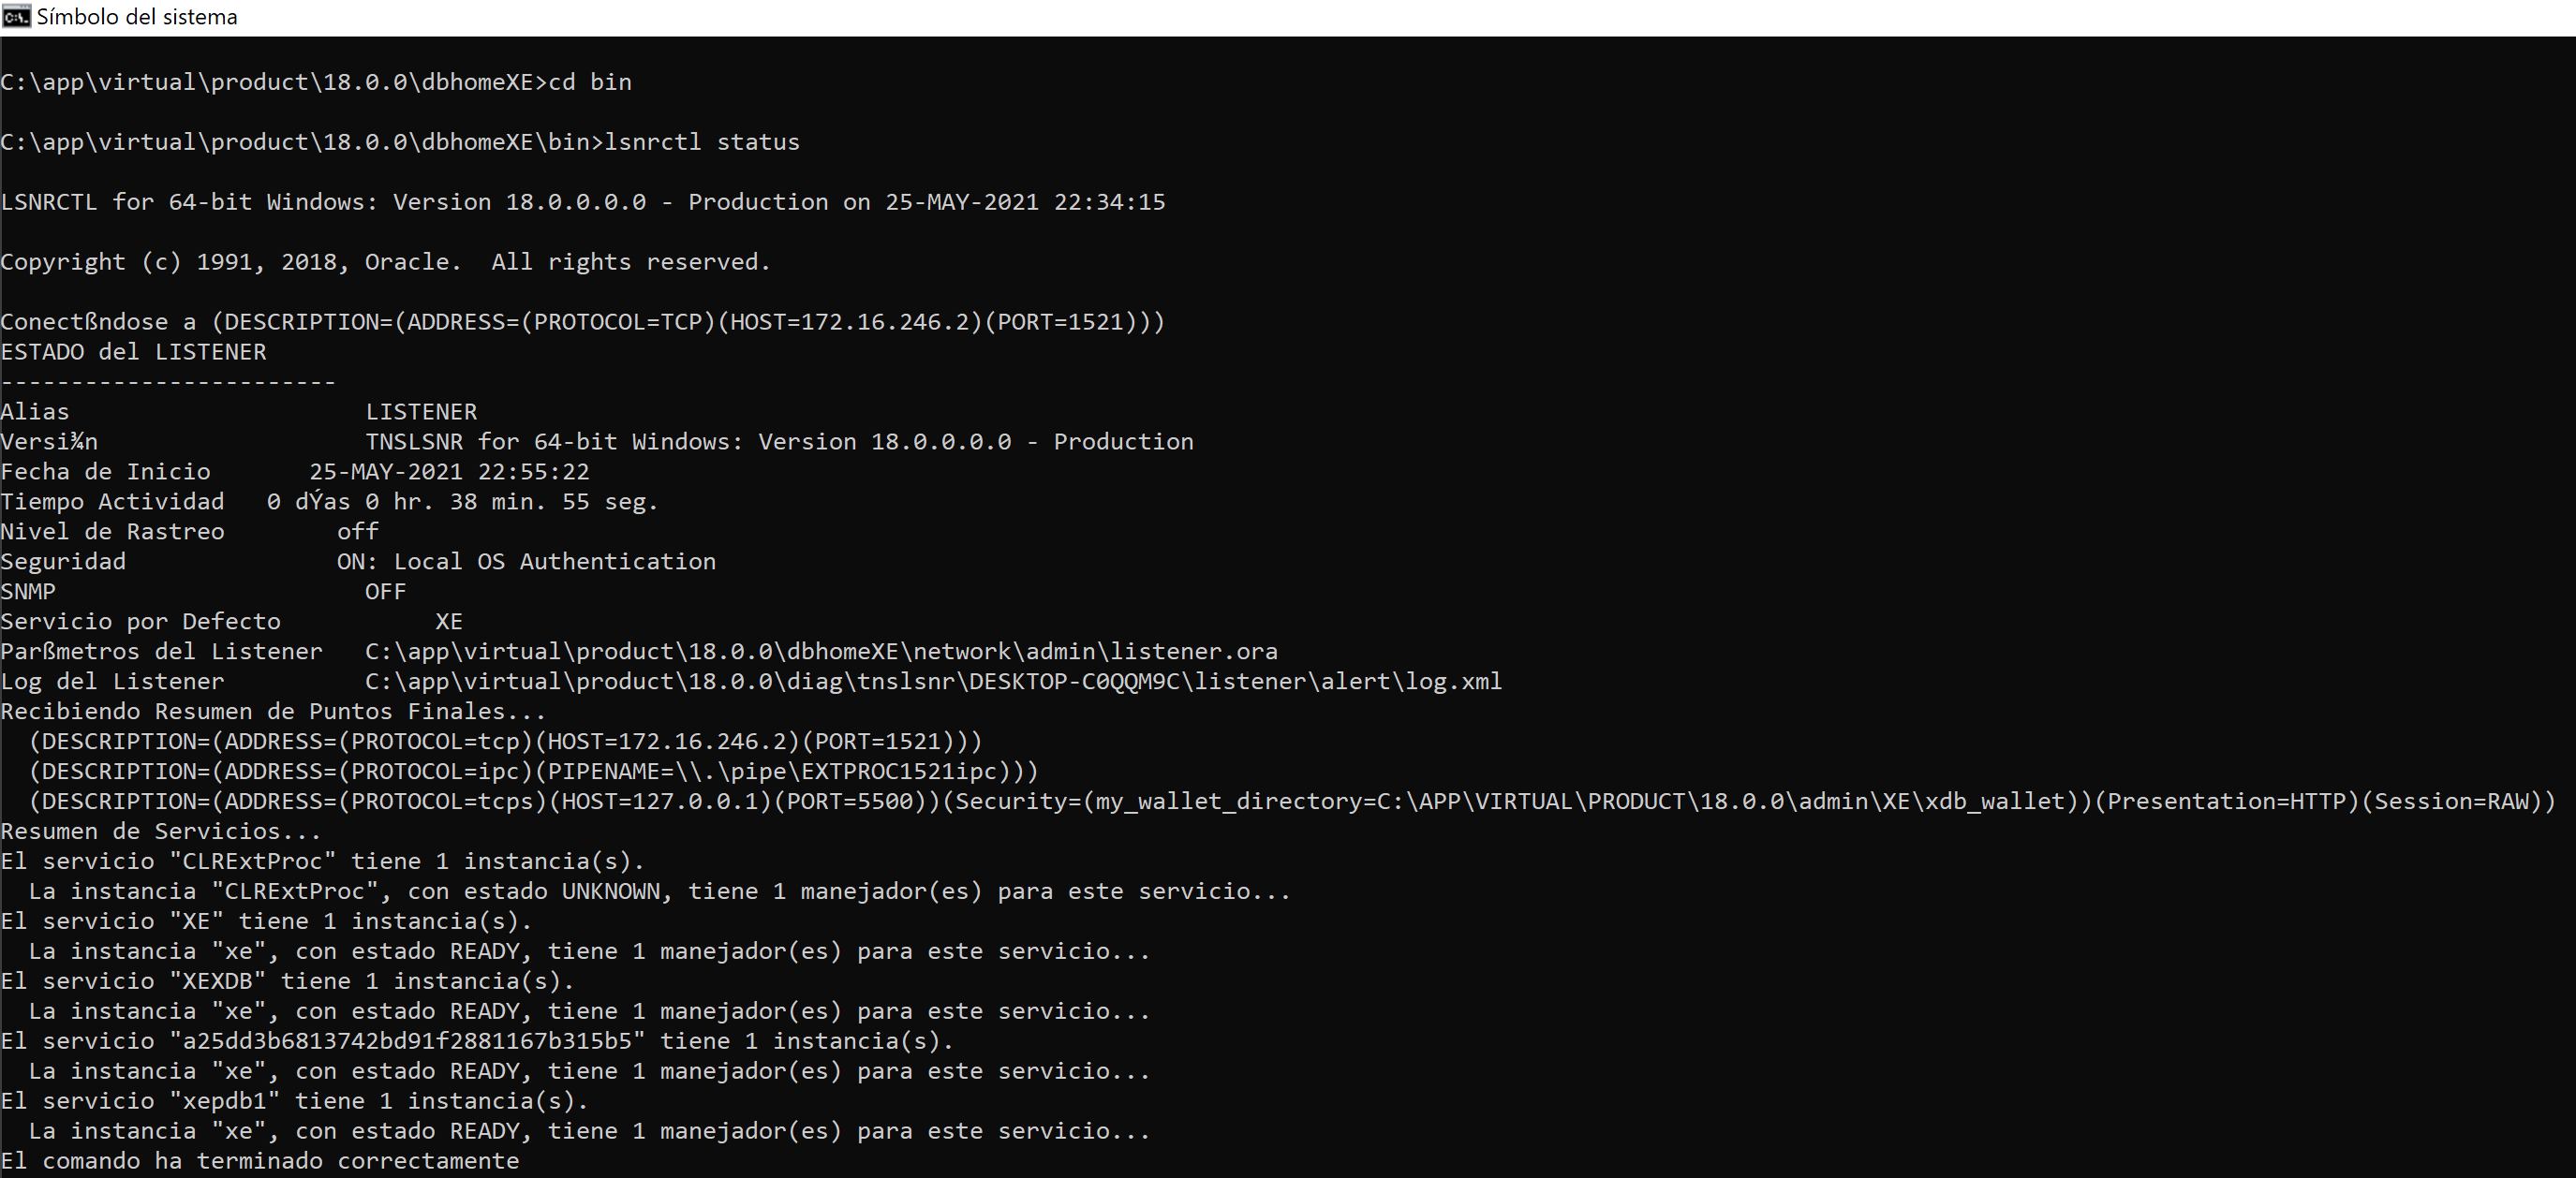 Símbolo del sistema
C:\app\virtual\product\18.0.0\dbhomeXE>cd bin
C:\app\virtual\product\18.0.0\dbhomeXE\bin>lsnrctl status
LSNRCTL for 64-bit Windows: Version 18.0.0.0.0 - Production on 25-MAY-2021 22:34:15
Copyright (c) 1991, 2018, Oracle.  All rights reserved.
Conectßndose a (DESCRIPTION=(ADDRESS=(PROTOCOL=TCP)(HOST=172.16.246.2)(PORT=1521)))
ESTADO del LISTENER
------------------------
Alias                     LISTENER
Versi¾n                   TNSLSNR for 64-bit Windows: Version 18.0.0.0.0 - Production
Fecha de Inicio       25-MAY-2021 22:55:22
Tiempo Actividad   0 dÝas 0 hr. 38 min. 55 seg.
Nivel de Rastreo        off
Seguridad               ON: Local OS Authentication
SNMP                      OFF
Servicio por Defecto           XE
Parßmetros del Listener   C:\app\virtual\product\18.0.0\dbhomeXE\network\admin\listener.ora
Log del Listener          C:\app\virtual\product\18.0.0\diag\tnslsnr\DESKTOP-C0QQM9C\listener\alert\log.xml
Recibiendo Resumen de Puntos Finales...
  (DESCRIPTION=(ADDRESS=(PROTOCOL=tcp)(HOST=172.16.246.2)(PORT=1521)))
  (DESCRIPTION=(ADDRESS=(PROTOCOL=ipc)(PIPENAME=\\.\pipe\EXTPROC1521ipc)))
  (DESCRIPTION=(ADDRESS=(PROTOCOL=tcps)(HOST=127.0.0.1)(PORT=5500))(Security=(my_wallet_directory=C:\APP\VIRTUAL\PRODUCT\18.0.0\admin\XE\xdb_wallet))(Presentation=HTTP)(Session=RAW))
Resumen de Servicios...
El servicio "CLRExtProc" tiene 1 instancia(s).
  La instancia "CLRExtProc", con estado UNKNOWN, tiene 1 manejador(es) para este servicio...
El servicio "XE" tiene 1 instancia(s).
  La instancia "xe", con estado READY, tiene 1 manejador(es) para este servicio...
El servicio "XEXDB" tiene 1 instancia(s).
  La instancia "xe", con estado READY, tiene 1 manejador(es) para este servicio...
El servicio "a25dd3b6813742bd91f2881167b315b5" tiene 1 instancia(s).
  La instancia "xe", con estado READY, tiene 1 manejador(es) para este servicio...
El servicio "xepdb1" tiene 1 instancia(s).
  La instancia "xe", con estado READY, tiene 1 manejador(es) para este servicio...
El comando ha terminado correctamente